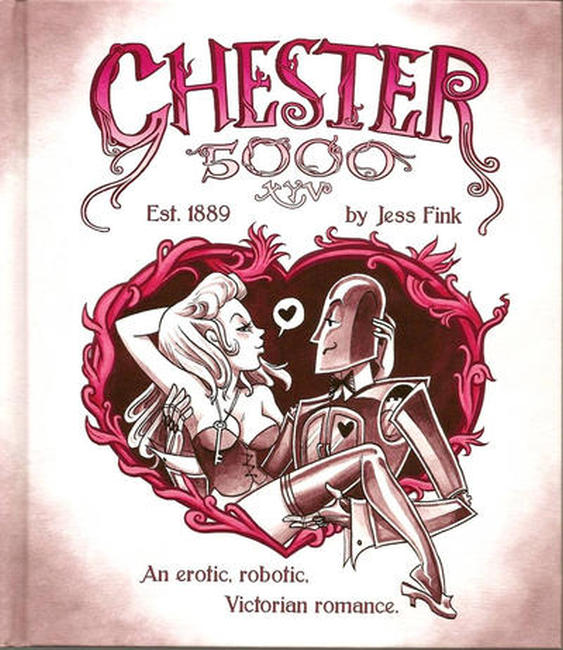 CHESTER
5000
XYV
Est. 1889 by Jess Fink
An erotic, robotic,
Victorian romance.